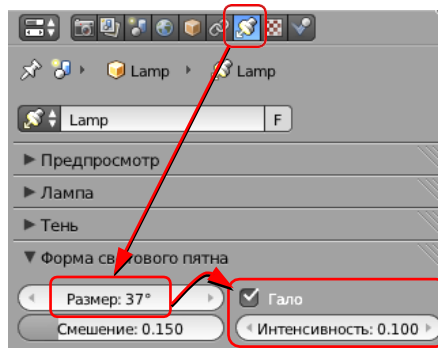 Lamp Lamp
Lamp F
Предпросмотр
Лампа
Тень
Форма светового пятна
Размер: 37° Гало
Смешение: 0.150 Интенсивность: 0.100